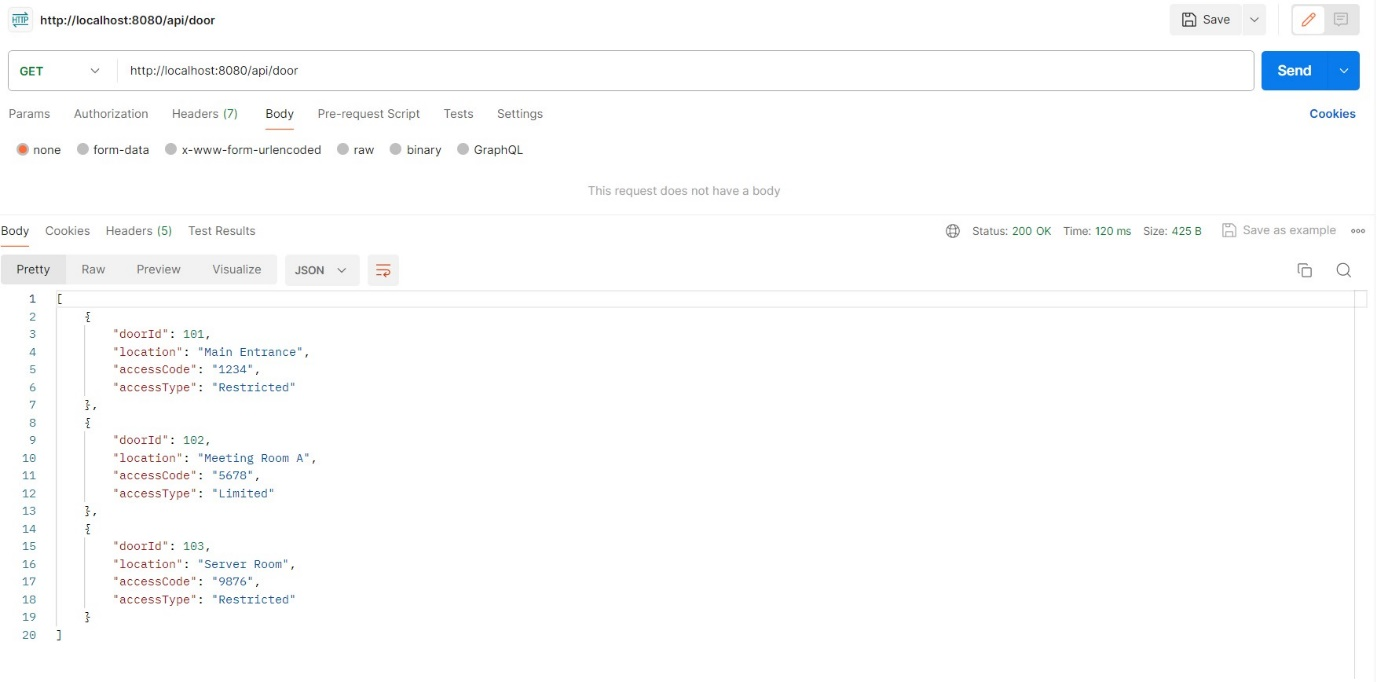 HTTP http://localhost:8080/api/door Save
GET http://localhost:8080/api/door Send
Params Authorization Headers (7) Body Pre-request Script Tests Settings Cookies
none form-data x-www-form-urlencoded raw binary GraphQL
This request does not have a body
Body Cookies Headers (5) Test Results Status: 200 OK Time: 120 ms Size: 425 B Save as example
Pretty Raw Preview Visualize JSON
1 [
2 {
3 "doorId": 101,
4 "location": "Main Entrance",
5 "accessCode": "1234",
6 "accessType": "Restricted"
7 },
8 {
9 "doorId": 102,
10 "location": "Meeting Room A",
11 "accessCode": "5678",
12 "accessType": "Limited"
13 },
14 {
15 "doorId": 103,
16 "location": "Server Room",
17 "accessCode": "9876",
18 "accessType": "Restricted"
19 }
20 ]